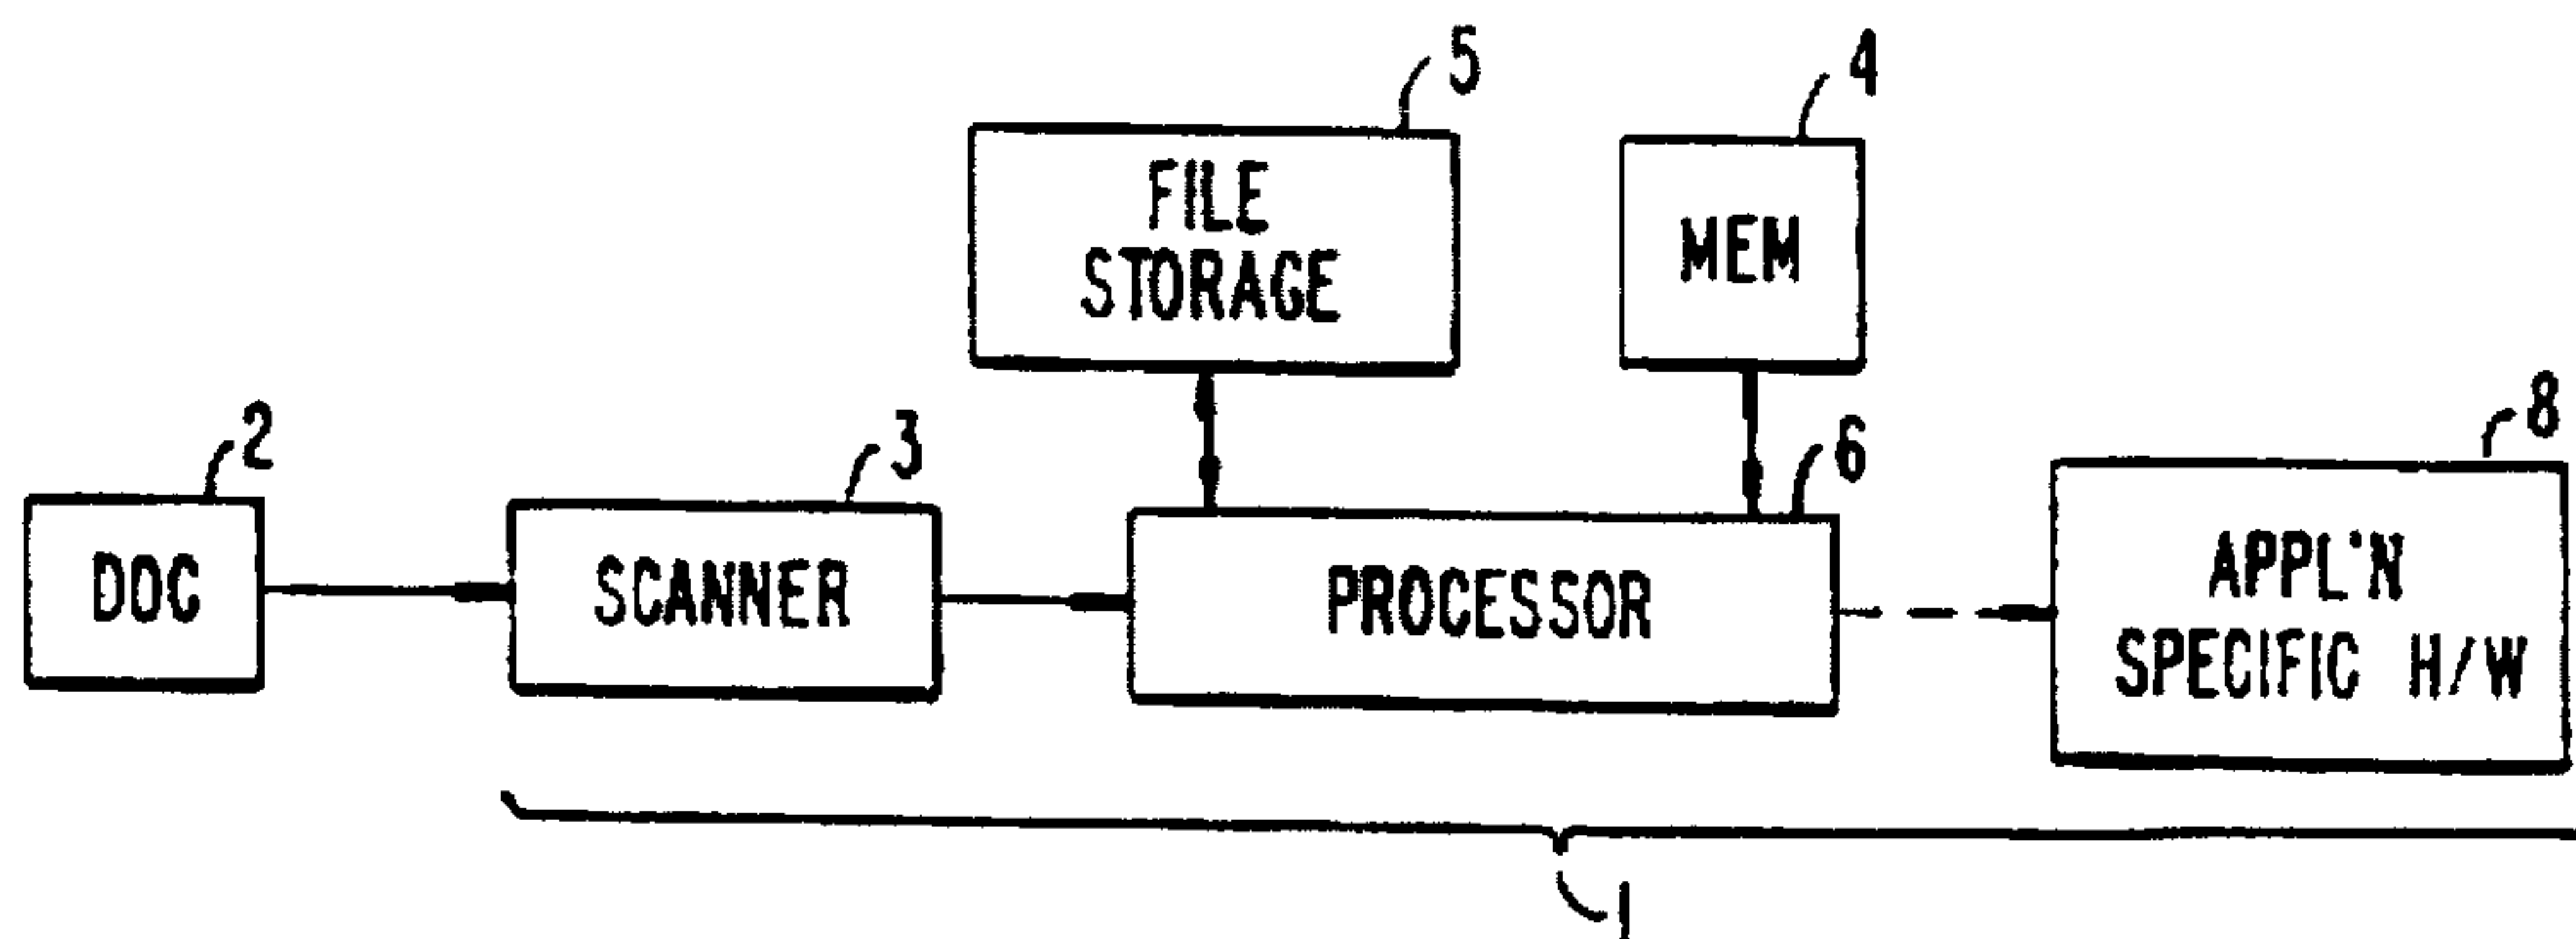 5
4
FILE
STORAGE
MEM
8
2
3
6
DOC
SCANNER
PROCESSOR
APPL'N
SPECIFIC H/W
1